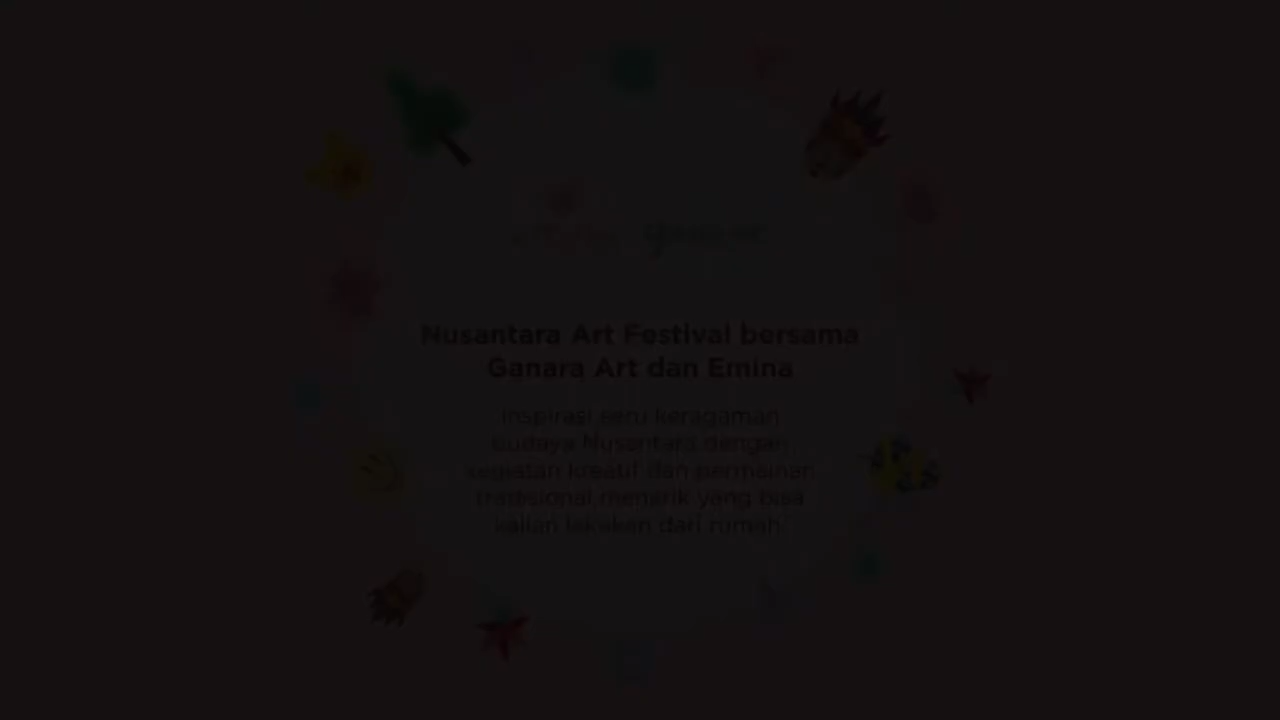 ganara
Nusantara Art Festival bersama
Ganara Art dan Emina
Inspirasi seru keragaman
budaya Nusantara dengan
kegiatan kreatif dan permainan
tradisional menarik yang bisa
kalian lakukan dari rumah.